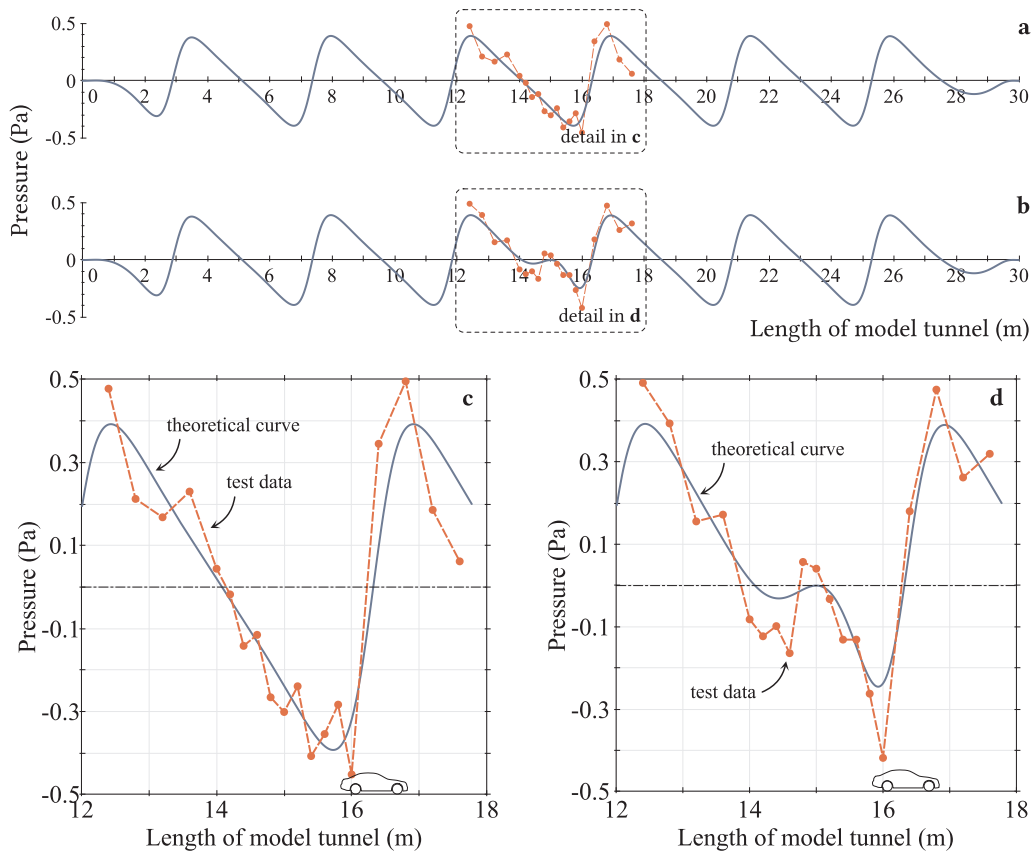 a
0.5
0
-0.5
0 2 4 6 8 10 12 14 16 18 20 22 24 26 28 30
detail in c
Pressure (Pa)
b
0.5
0
-0.5
0 2 4 6 8 10 12 14 16 18 20 22 24 26 28 30
detail in d
Length of model tunnel (m)
c
0.5
0.3
0.1
-0.1
-0.3
-0.5
Pressure (Pa)
theoretical curve
test data
12 14 16 18
Length of model tunnel (m)
d
0.5
0.3
0.1
-0.1
-0.3
-0.5
Pressure (Pa)
theoretical curve
test data
12 14 16 18
Length of model tunnel (m)